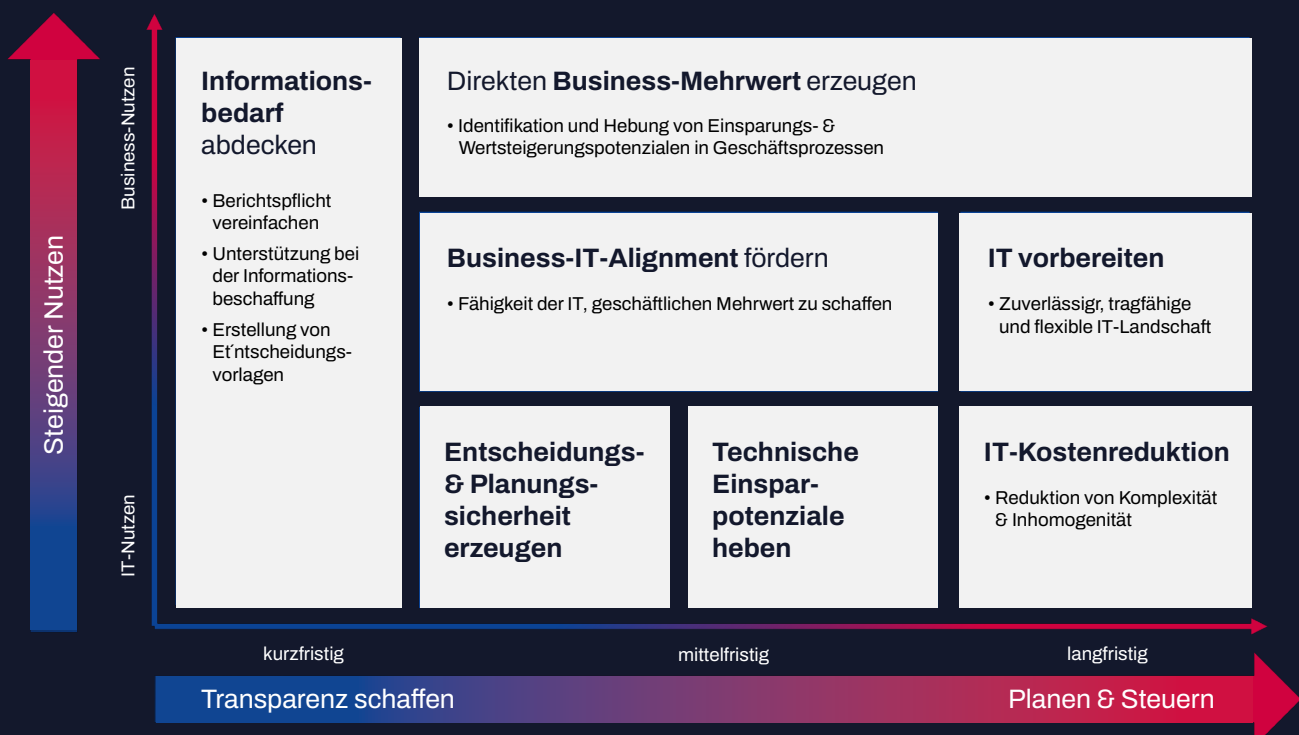 Steigender Nutzen
Business-Nutzen
IT-Nutzen
Informations-
bedarf
abdecken
• Berichtspflicht
vereinfachen
• Unterstützung bei
der Informations-
beschaffung
• Erstellung von
Et´ntscheidungs-
vorlagen
Direkten Business-Mehrwert erzeugen
• Identifikation und Hebung von Einsparungs- &
Wertsteigerungspotenzialen in Geschäftsprozessen
Business-IT-Alignment fördern
• Fähigkeit der IT, geschäftlichen Mehrwert zu schaffen
IT vorbereiten
• Zuverlässigr, tragfähige
und flexible IT-Landschaft
Entscheidungs-
& Planungs-
sicherheit
erzeugen
Technische
Einspar-
potenziale
heben
IT-Kostenreduktion
• Reduktion von Komplexität
& Inhomogenität
kurzfristig
mittelfristig
langfristig
Transparenz schaffen
Planen & Steuern